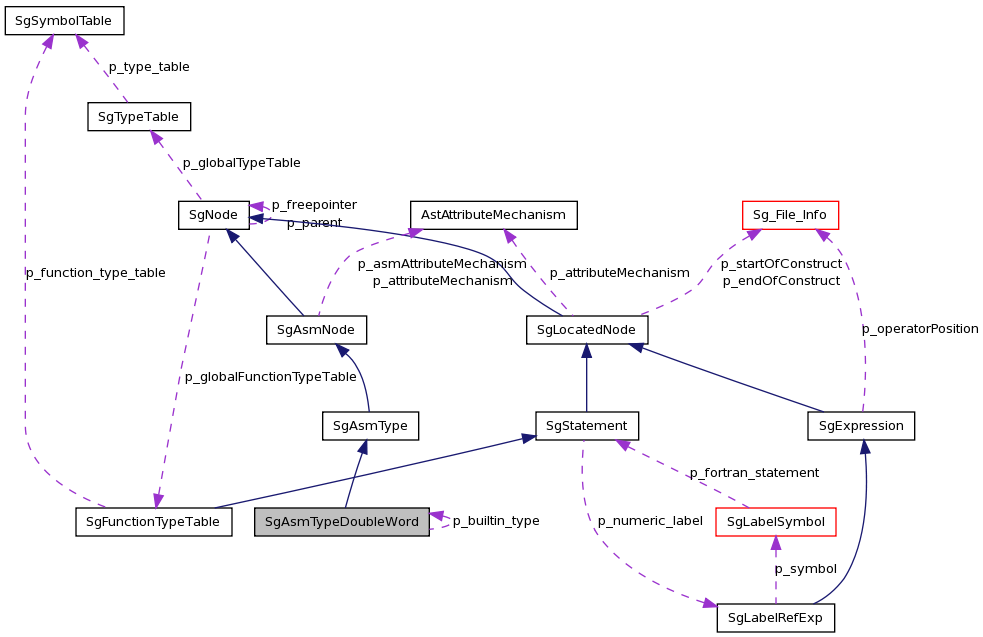 SgSymbolTable
p_type_table
SgTypeTable
p_globalTypeTable
SgNode
p_freepointer
p_parent
AstAttributeMechanism
Sg_File_Info
p_function_type_table
p_asmAttributeMechanism
p_attributeMechanism
p_attributeMechanism
p_startOfConstruct
p_endOfConstruct
SgAsmNode
SgLocatedNode
p_operatorPosition
p_globalFunctionTypeTable
SgAsmType
SgStatement
SgExpression
p_fortran_statement
SgFunctionTypeTable
SgAsmTypeDoubleWord
p_builtin_type
p_numeric_label
SgLabelSymbol
p_symbol
SgLabelRefExp